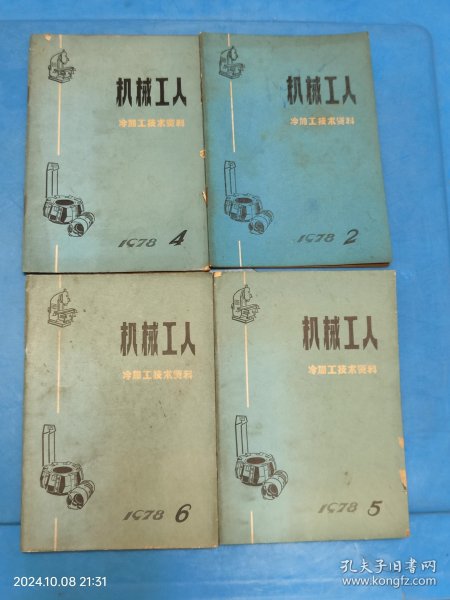 机械工人
冷加工技术资料
1978 4
机械工人
冷加工技术资料
1978 2
机械工人
冷加工技术资料
1978 6
机械工人
冷加工技术资料
1978 5
2024.10.08 21:31
孔夫子旧书网
www.kongfz.com